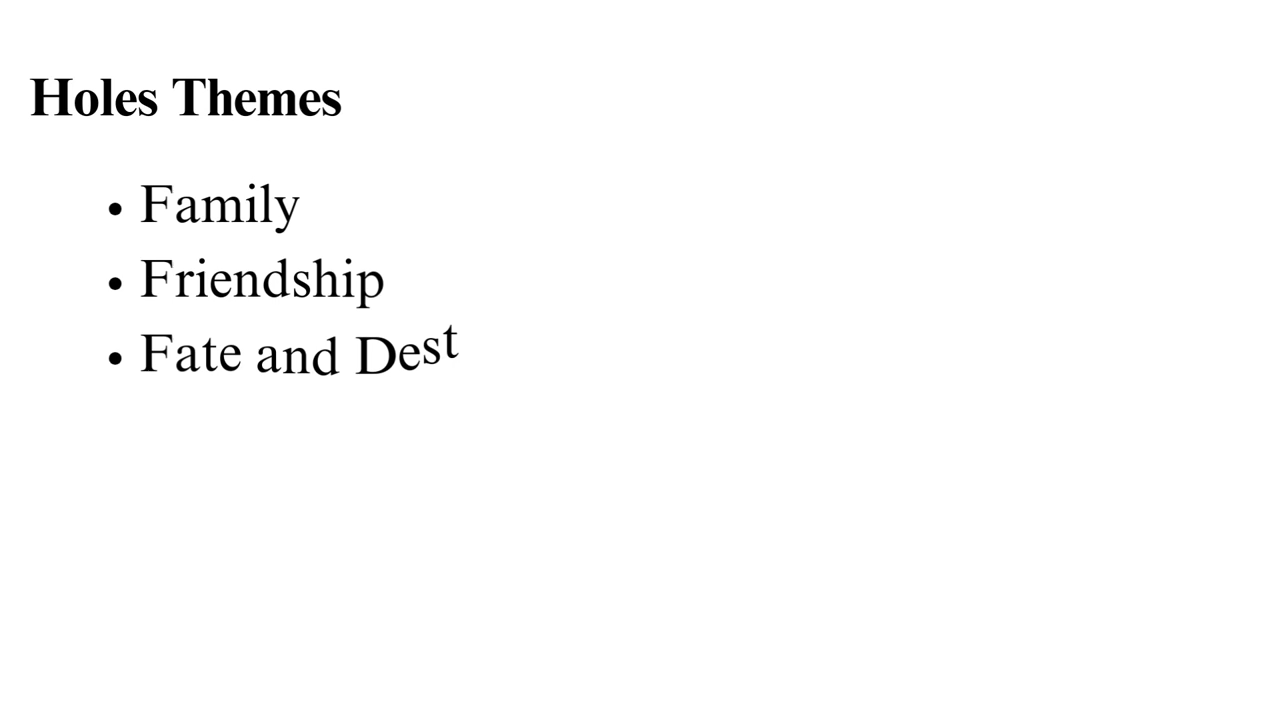 Holes Themes
• Family
• Friendship
• Fate and Dest